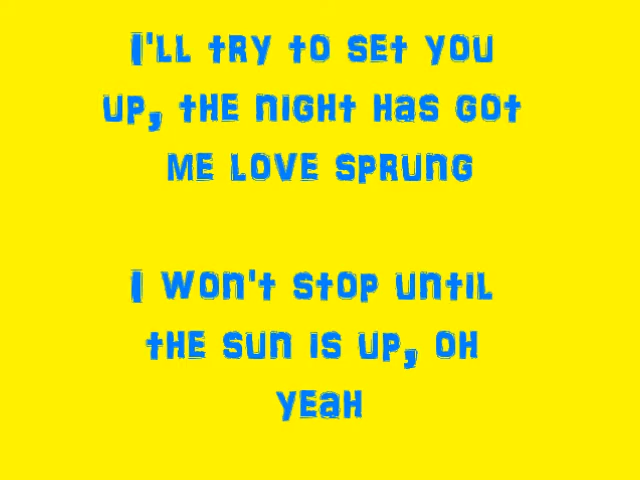 I'll try to set you
up, the night has got
me love sprung
I won't stop until
the sun is up, oh
yeah